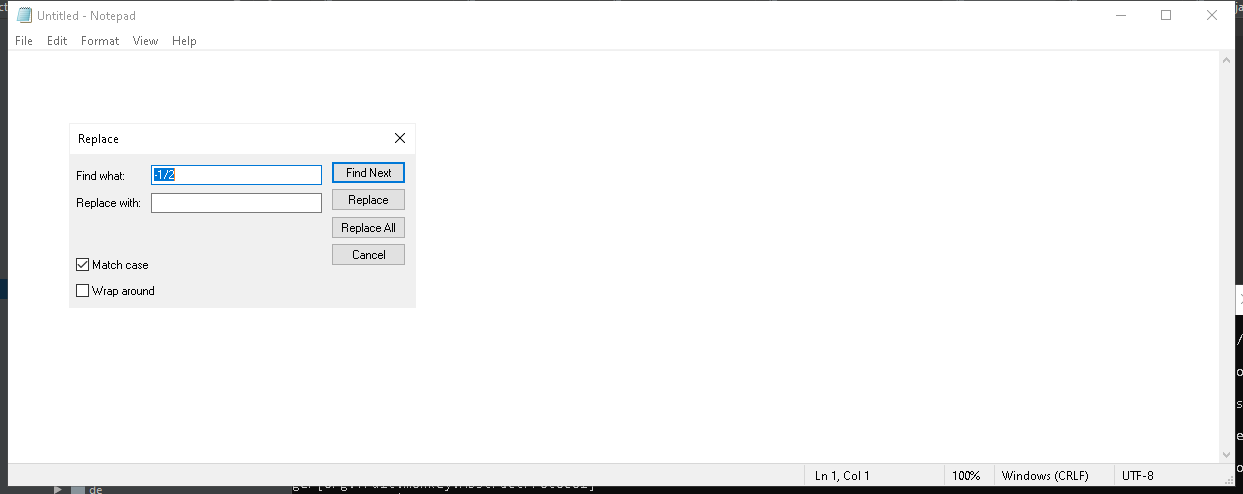 Untitled - Notepad
File Edit Format View Help
Replace
Find what: -1/2 Find Next
Replace with: Replace
Replace All
Cancel
Match case
Wrap around
Ln 1, Col 1 100% Windows (CRLF) UTF-8
de